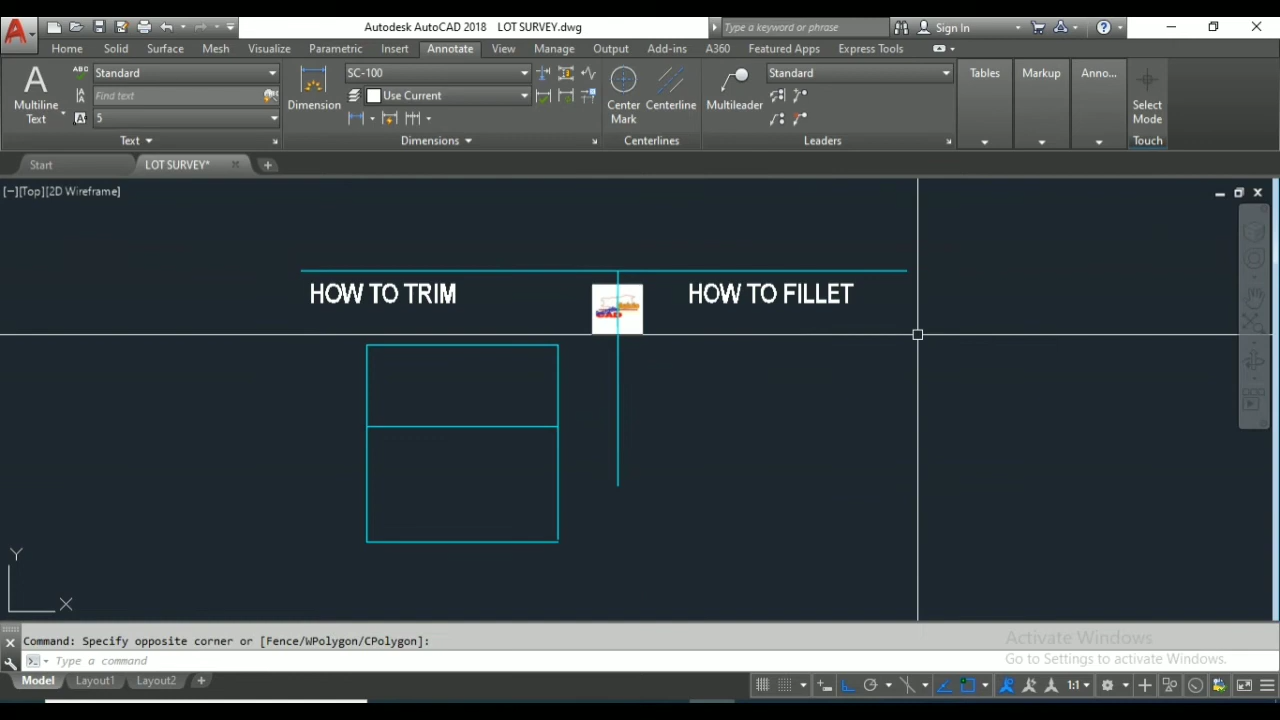 Autodesk AutoCAD 2018 LOT SURVEY.dwg
Type a keyword or phrase
Sign In
Home Solid Surface Mesh Visualize Parametric Insert Annotate View Manage Output Add-ins A360 Featured Apps Express Tools
Standard
Find text
5
Multiline
Text
Text
Dimension
SC-100
Use Current
Dimensions
Center
Mark
Centerline
Centerlines
Multileader
Standard
Leaders
Tables
Markup
Anno...
Select
Mode
Touch
Start
LOT SURVEY*
[−][Top][2D Wireframe]
HOW TO TRIM
HOW TO FILLET
CAD
Y
X
Command: Specify opposite corner or [Fence/WPolygon/CPolygon]:
Type a command
Activate Windows
Go to Settings to activate Windows.
Model Layout1 Layout2
1:1